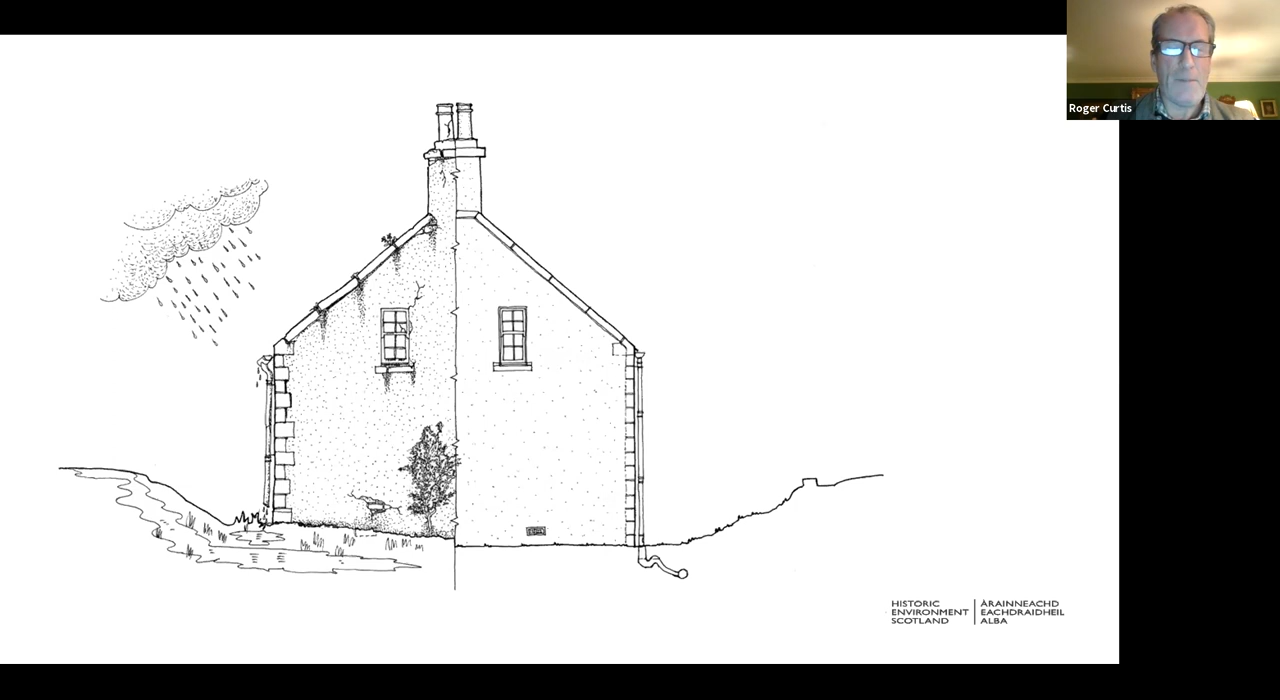 Roger Curtis
HISTORIC
ENVIRONMENT
SCOTLAND
ÀRAINNEACHD
EACHDRAIDHEIL
ALBA